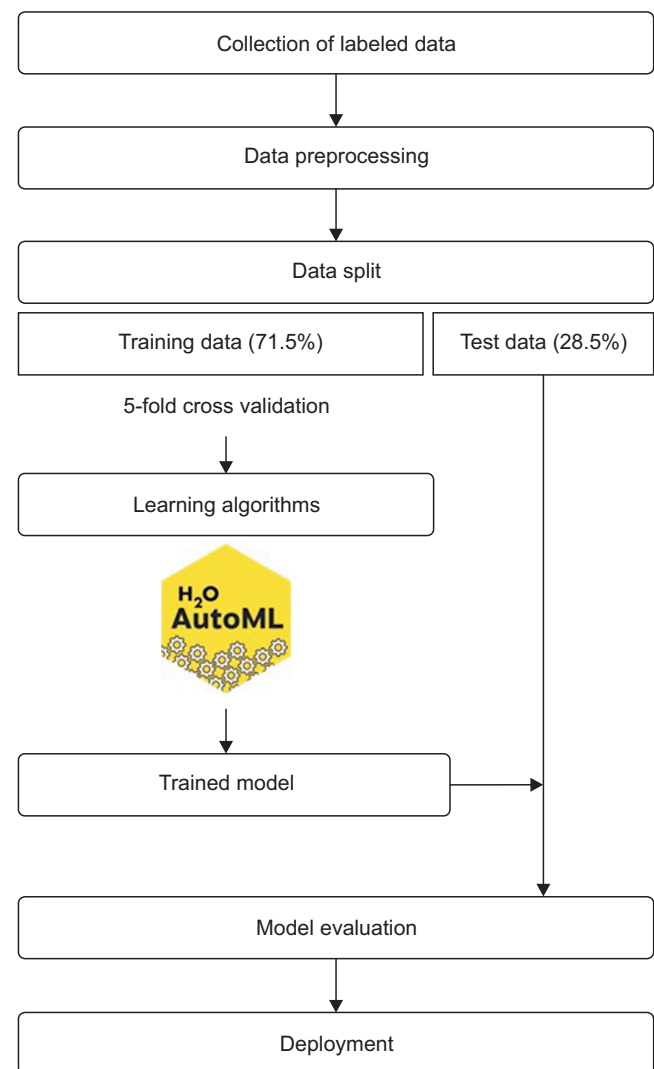 Collection of labeled data
Data preprocessing
Data split
Training data (71.5%)
Test data (28.5%)
5-fold cross validation
Learning algorithms
H₂O
AutoML
Trained model
Model evaluation
Deployment